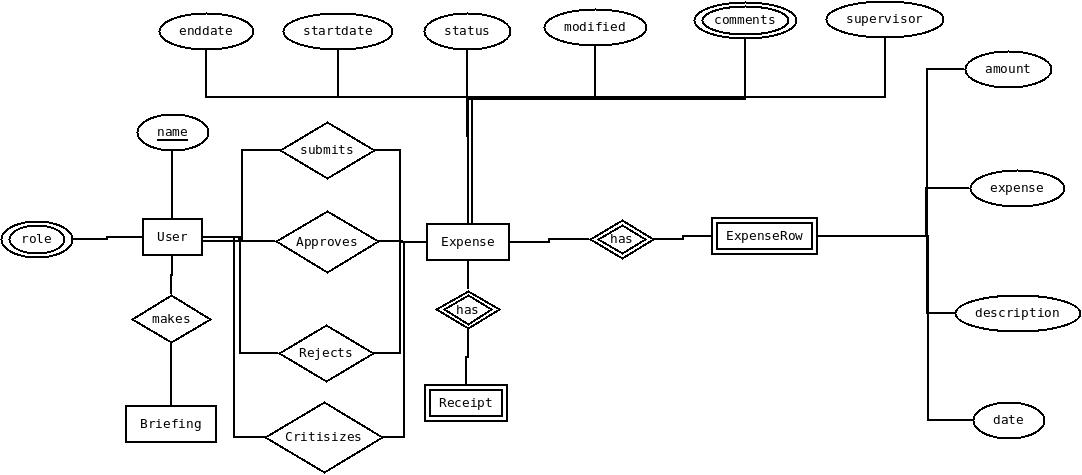 enddate
startdate
status
modified
comments
supervisor
amount
name
submits
expense
role
User
Approves
Expense
has
ExpenseRow
makes
has
description
Rejects
Receipt
Briefing
Critisizes
date